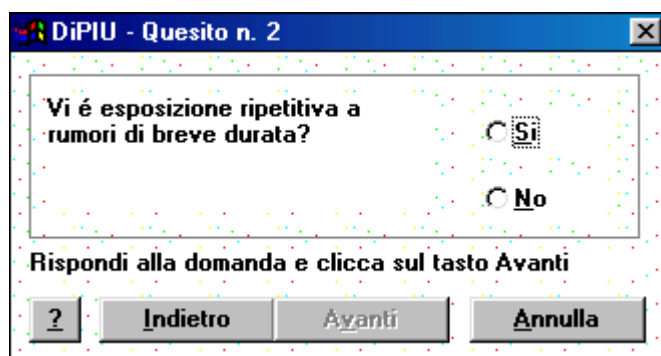 DiPIU - Quesito n. 2
Vi é esposizione ripetitiva a
rumori di breve durata?
Si
No
Rispondi alla domanda e clicca sul tasto Avanti
?
Indietro
Avanti
Annulla